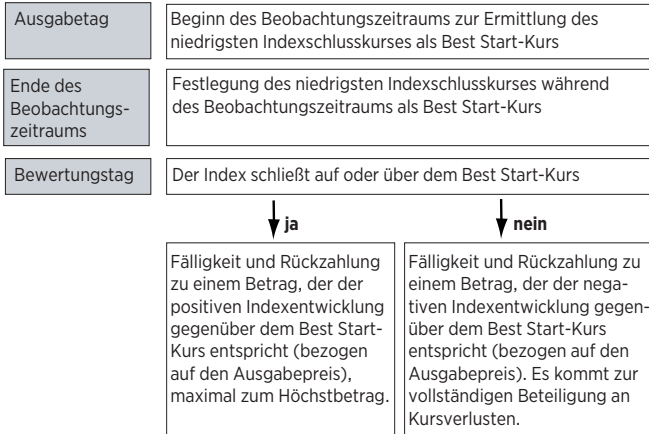 Ausgabetag
Beginn des Beobachtungszeitraums zur Ermittlung des
niedrigsten Indexschlusskurses als Best Start-Kurs
Ende des
Beobachtungs-
zeitraums
Festlegung des niedrigsten Indexschlusskurses während
des Beobachtungszeitraums als Best Start-Kurs
Bewertungstag
Der Index schließt auf oder über dem Best Start-Kurs
ja
nein
Fälligkeit und Rückzahlung
zu einem Betrag, der der
positiven Indexentwicklung
gegenüber dem Best Start-
Kurs entspricht (bezogen
auf den Ausgabepreis),
maximal zum Höchstbetrag.
Fälligkeit und Rückzahlung zu
einem Betrag, der der nega-
tiven Indexentwicklung gegen-
über dem Best Start-Kurs
entspricht (bezogen auf den
Ausgabepreis). Es kommt zur
vollständigen Beteiligung an
Kursverlusten.